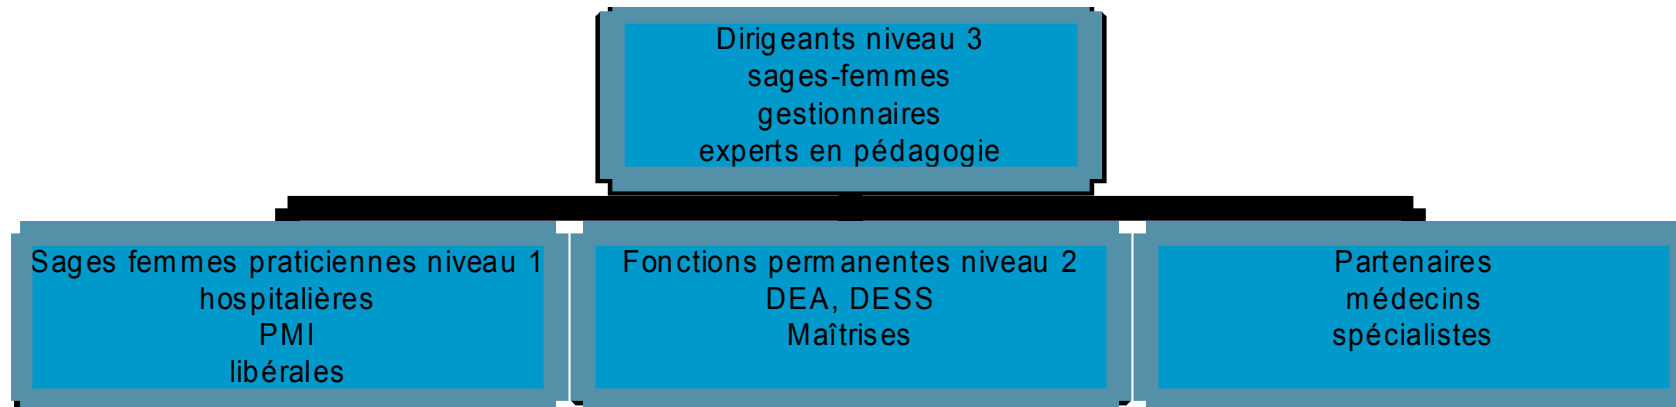 Dirigeants niveau 3
sages-femmes
gestionnaires
experts en pédagogie
Sages femmes praticiennes niveau 1
hospitalières
PMI
libérales
Fonctions permanentes niveau 2
DEA, DESS
Maîtrises
Partenaires
médecins
spécialistes